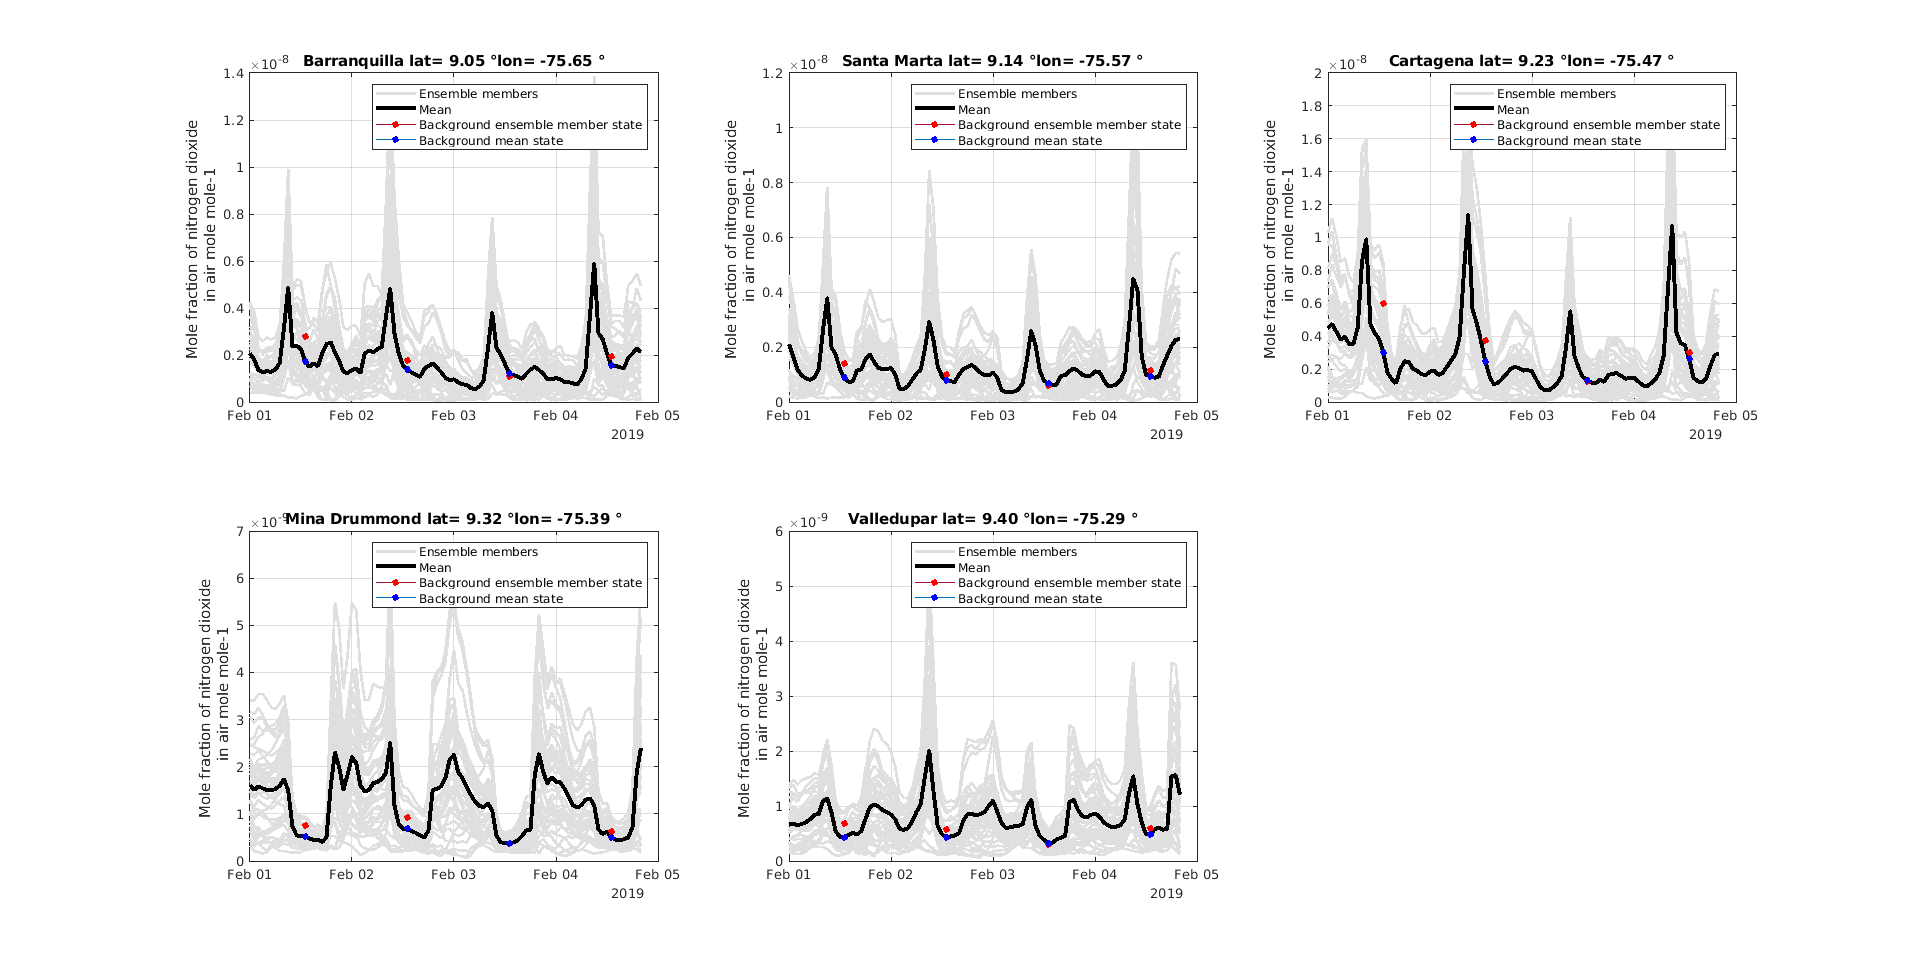 Barranquilla lat= 9.05 °lon= -75.65 °
×10-8
1.4
1.2
1
0.8
0.6
0.4
0.2
0
Mole fraction of nitrogen dioxide
in air mole mole-1
Ensemble members
Mean
Background ensemble member state
Background mean state
Feb 01 Feb 02 Feb 03 Feb 04 Feb 05
2019
Santa Marta lat= 9.14 °lon= -75.57 °
×10-8
1.2
1
0.8
0.6
0.4
0.2
0
Mole fraction of nitrogen dioxide
in air mole mole-1
Ensemble members
Mean
Background ensemble member state
Background mean state
Feb 01 Feb 02 Feb 03 Feb 04 Feb 05
2019
Cartagena lat= 9.23 °lon= -75.47 °
×10-8
2
1.8
1.6
1.4
1.2
1
0.8
0.6
0.4
0.2
0
Mole fraction of nitrogen dioxide
in air mole mole-1
Ensemble members
Mean
Background ensemble member state
Background mean state
Feb 01 Feb 02 Feb 03 Feb 04 Feb 05
2019
Mina Drummond lat= 9.32 °lon= -75.39 °
×10-9
7
6
5
4
3
2
1
0
Mole fraction of nitrogen dioxide
in air mole mole-1
Ensemble members
Mean
Background ensemble member state
Background mean state
Feb 01 Feb 02 Feb 03 Feb 04 Feb 05
2019
Valledupar lat= 9.40 °lon= -75.29 °
×10-9
6
5
4
3
2
1
0
Mole fraction of nitrogen dioxide
in air mole mole-1
Ensemble members
Mean
Background ensemble member state
Background mean state
Feb 01 Feb 02 Feb 03 Feb 04 Feb 05
2019